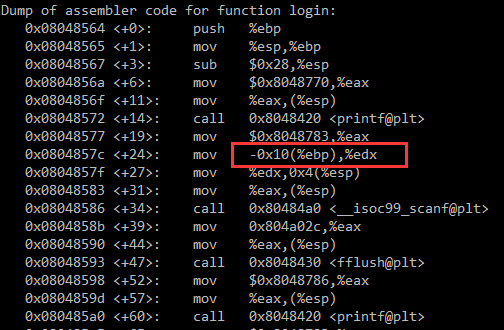 Dump of assembler code for function login:
0x08048564 <+0>: push %ebp
0x08048565 <+1>: mov %esp,%ebp
0x08048567 <+3>: sub $0x28,%esp
0x0804856a <+6>: mov $0x8048770,%eax
0x0804856f <+11>: mov %eax,(%esp)
0x08048572 <+14>: call 0x8048420 <printf@plt>
0x08048577 <+19>: mov $0x8048783,%eax
0x0804857c <+24>: mov -0x10(%ebp),%edx
0x0804857f <+27>: mov %edx,0x4(%esp)
0x08048583 <+31>: mov %eax,(%esp)
0x08048586 <+34>: call 0x80484a0 <__isoc99_scanf@plt>
0x0804858b <+39>: mov 0x804a02c,%eax
0x08048590 <+44>: mov %eax,(%esp)
0x08048593 <+47>: call 0x8048430 <fflush@plt>
0x08048598 <+52>: mov $0x8048786,%eax
0x0804859d <+57>: mov %eax,(%esp)
0x080485a0 <+60>: call 0x8048420 <printf@plt>